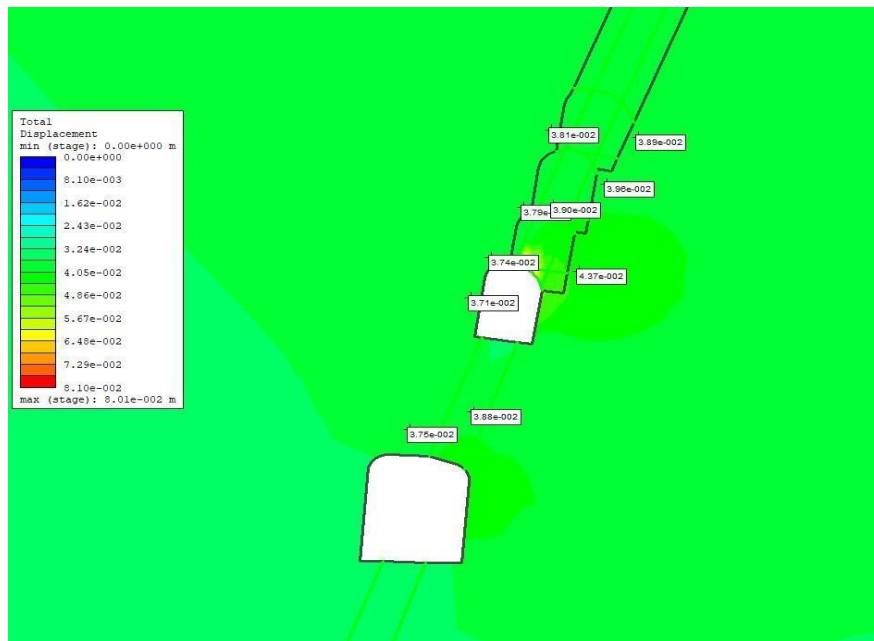 Total
Displacement
min (stage): 0.00e+000 m
0.00e+000
8.10e-003
1.62e-002
2.43e-002
3.24e-002
4.05e-002
4.86e-002
5.67e-002
6.48e-002
7.29e-002
8.10e-002
max (stage): 8.01e-002 m
3.81e-002
3.89e-002
3.96e-002
3.79e-
3.90e-002
3.74e-002
4.37e-002
3.71e-002
3.88e-002
3.75e-002